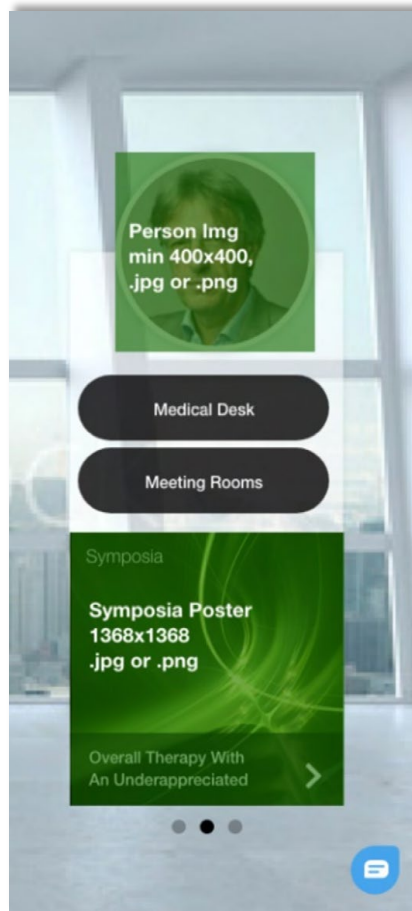 Person Img
min 400x400,
.jpg or .png
Medical Desk
Meeting Rooms
Symposia
Symposia Poster
1368x1368
.jpg or .png
Overall Therapy With
An Underappreciated